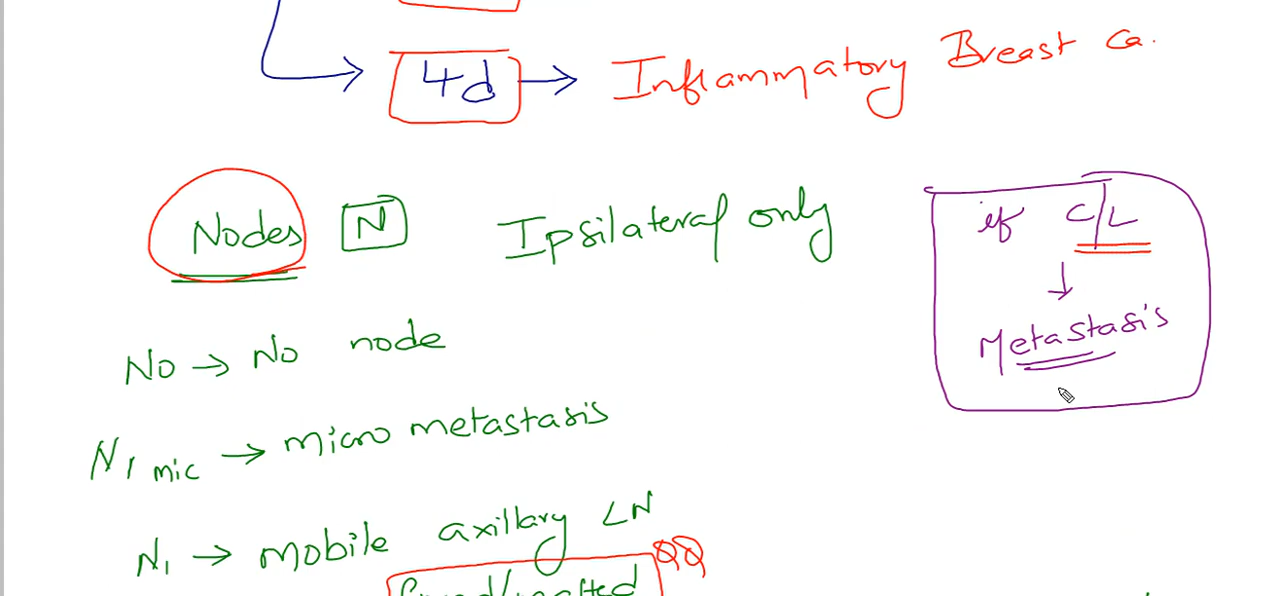 4d → Inflammatory Breast Ca.
Nodes N Ipsilateral only
if C/L
↓
Metastasis
No → No node
N1 mic → micro metastasis
N1 → mobile axillary LN